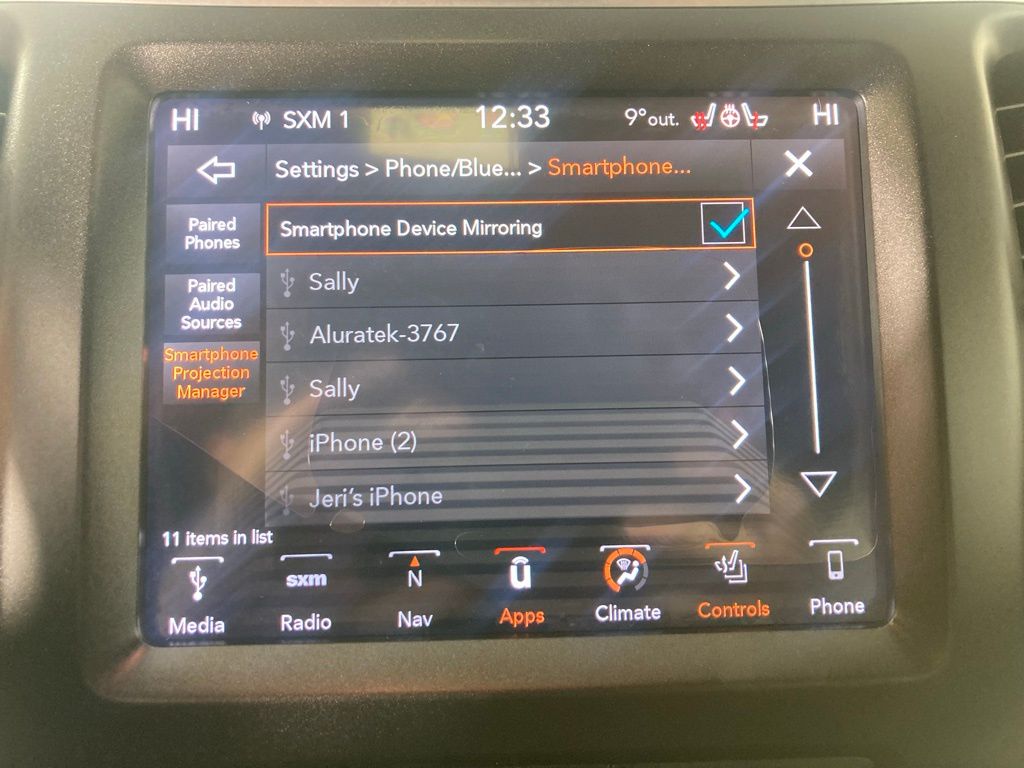 HI SXM 1 12:33 9°out. HI
Settings > Phone/Blue... > Smartphone...
Paired
Phones
Paired
Audio
Sources
Smartphone
Projection
Manager
Smartphone Device Mirroring
Sally
Aluratek-3767
Sally
iPhone (2)
Jeri's iPhone
11 items in list
sxm N ū
Media Radio Nav Apps Climate Controls Phone